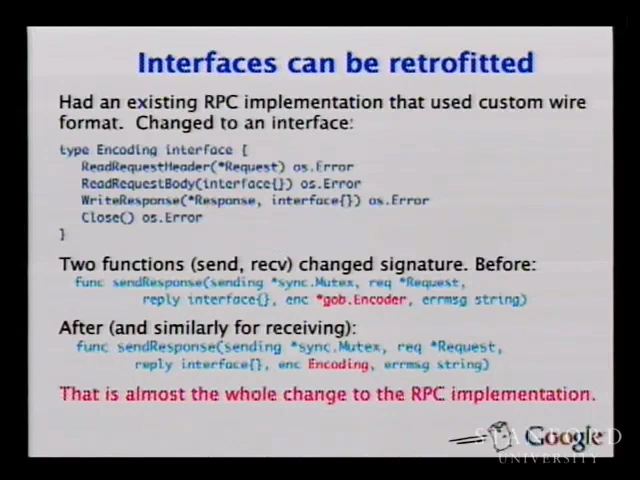 Interfaces can be retrofitted
Had an existing RPC implementation that used custom wire
format. Changed to an interface:
type Encoding interface {
ReadRequestHeader(*Request) os.Error
ReadRequestBody(interface{}) os.Error
WriteResponse(*Response, interface{}) os.Error
Close() os.Error
}
Two functions (send, recv) changed signature. Before:
func sendResponse(sending *sync.Mutex, req *Request,
reply interface{}, enc *gob.Encoder, errmsg string)
After (and similarly for receiving):
func sendResponse(sending *sync.Mutex, req *Request,
reply interface{}, enc Encoding, errmsg string)
That is almost the whole change to the RPC implementation.
Google
STANFORD
UNIVERSITY